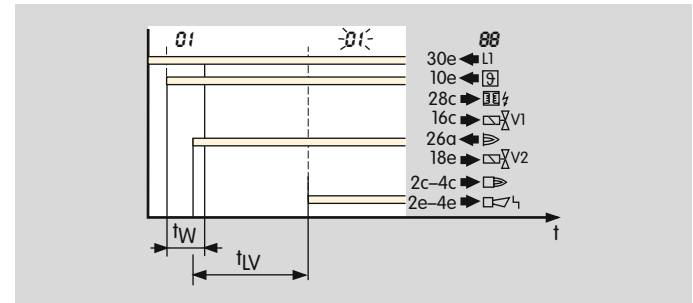 01 01 88
30e L1
10e ϑ
28c
16c V1
26a
18e V2
2c–4c
2e–4e
t
tW
tLV